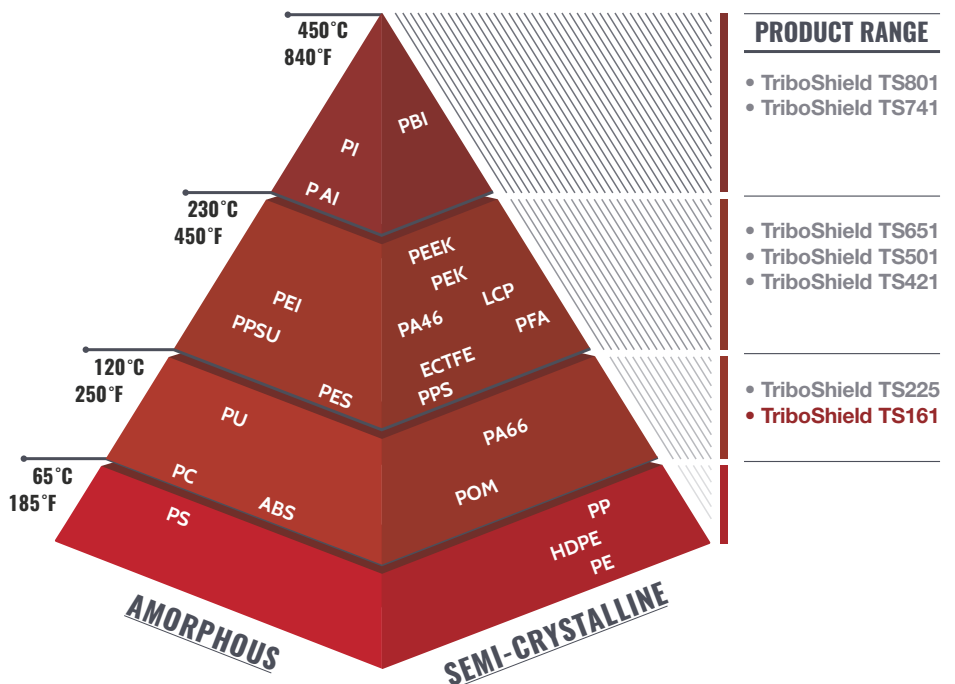 450°C
840°F
PRODUCT RANGE
• TriboShield TS801
• TriboShield TS741
PBI
PI
P AI
230°C
450°F
• TriboShield TS651
• TriboShield TS501
• TriboShield TS421
PEEK
PEK
LCP
PEI
PFA
PA46
PPSU
ECTFE
PPS
PES
120°C
250°F
• TriboShield TS225
• TriboShield TS161
PU
PA66
PC
POM
ABS
65°C
185°F
PS
PP
HDPE
PE
AMORPHOUS
SEMI-CRYSTALLINE